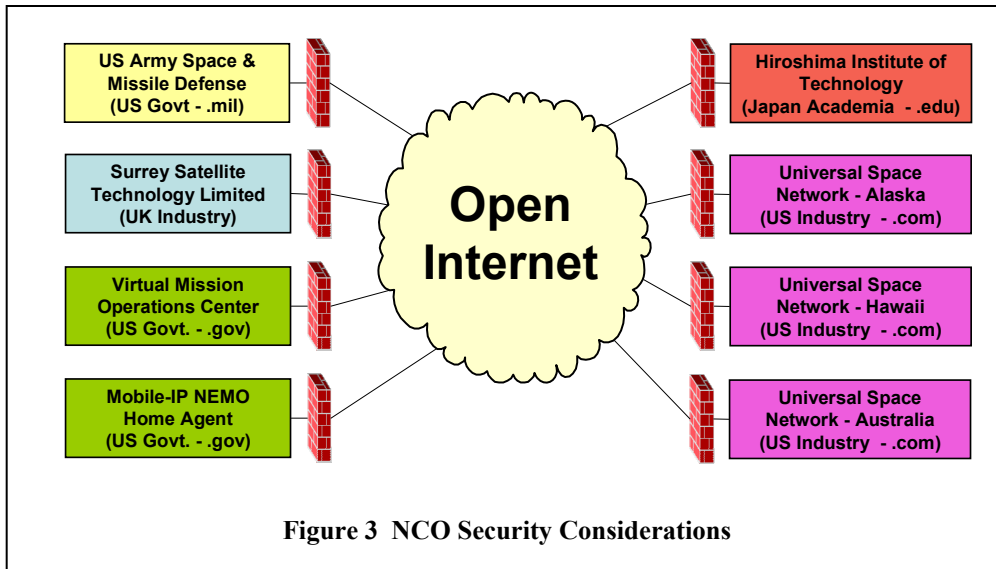 US Army Space &
Missile Defense
(US Govt - .mil)
Surrey Satellite
Technology Limited
(UK Industry)
Virtual Mission
Operations Center
(US Govt. - .gov)
Mobile-IP NEMO
Home Agent
(US Govt. - .gov)
Open
Internet
Hiroshima Institute of
Technology
(Japan Academia - .edu)
Universal Space
Network - Alaska
(US Industry - .com)
Universal Space
Network - Hawaii
(US Industry - .com)
Universal Space
Network - Australia
(US Industry - .com)
Figure 3 NCO Security Considerations